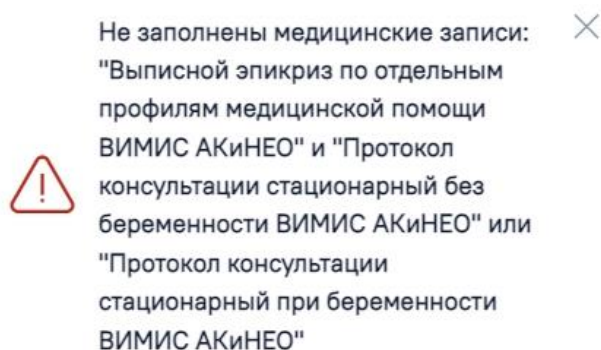 Не заполнены медицинские записи:
"Выписной эпикриз по отдельным
профилям медицинской помощи
ВИМИС АКиНЕО" и "Протокол
консультации стационарный без
беременности ВИМИС АКиНЕО" или
"Протокол консультации
стационарный при беременности
ВИМИС АКиНЕО"